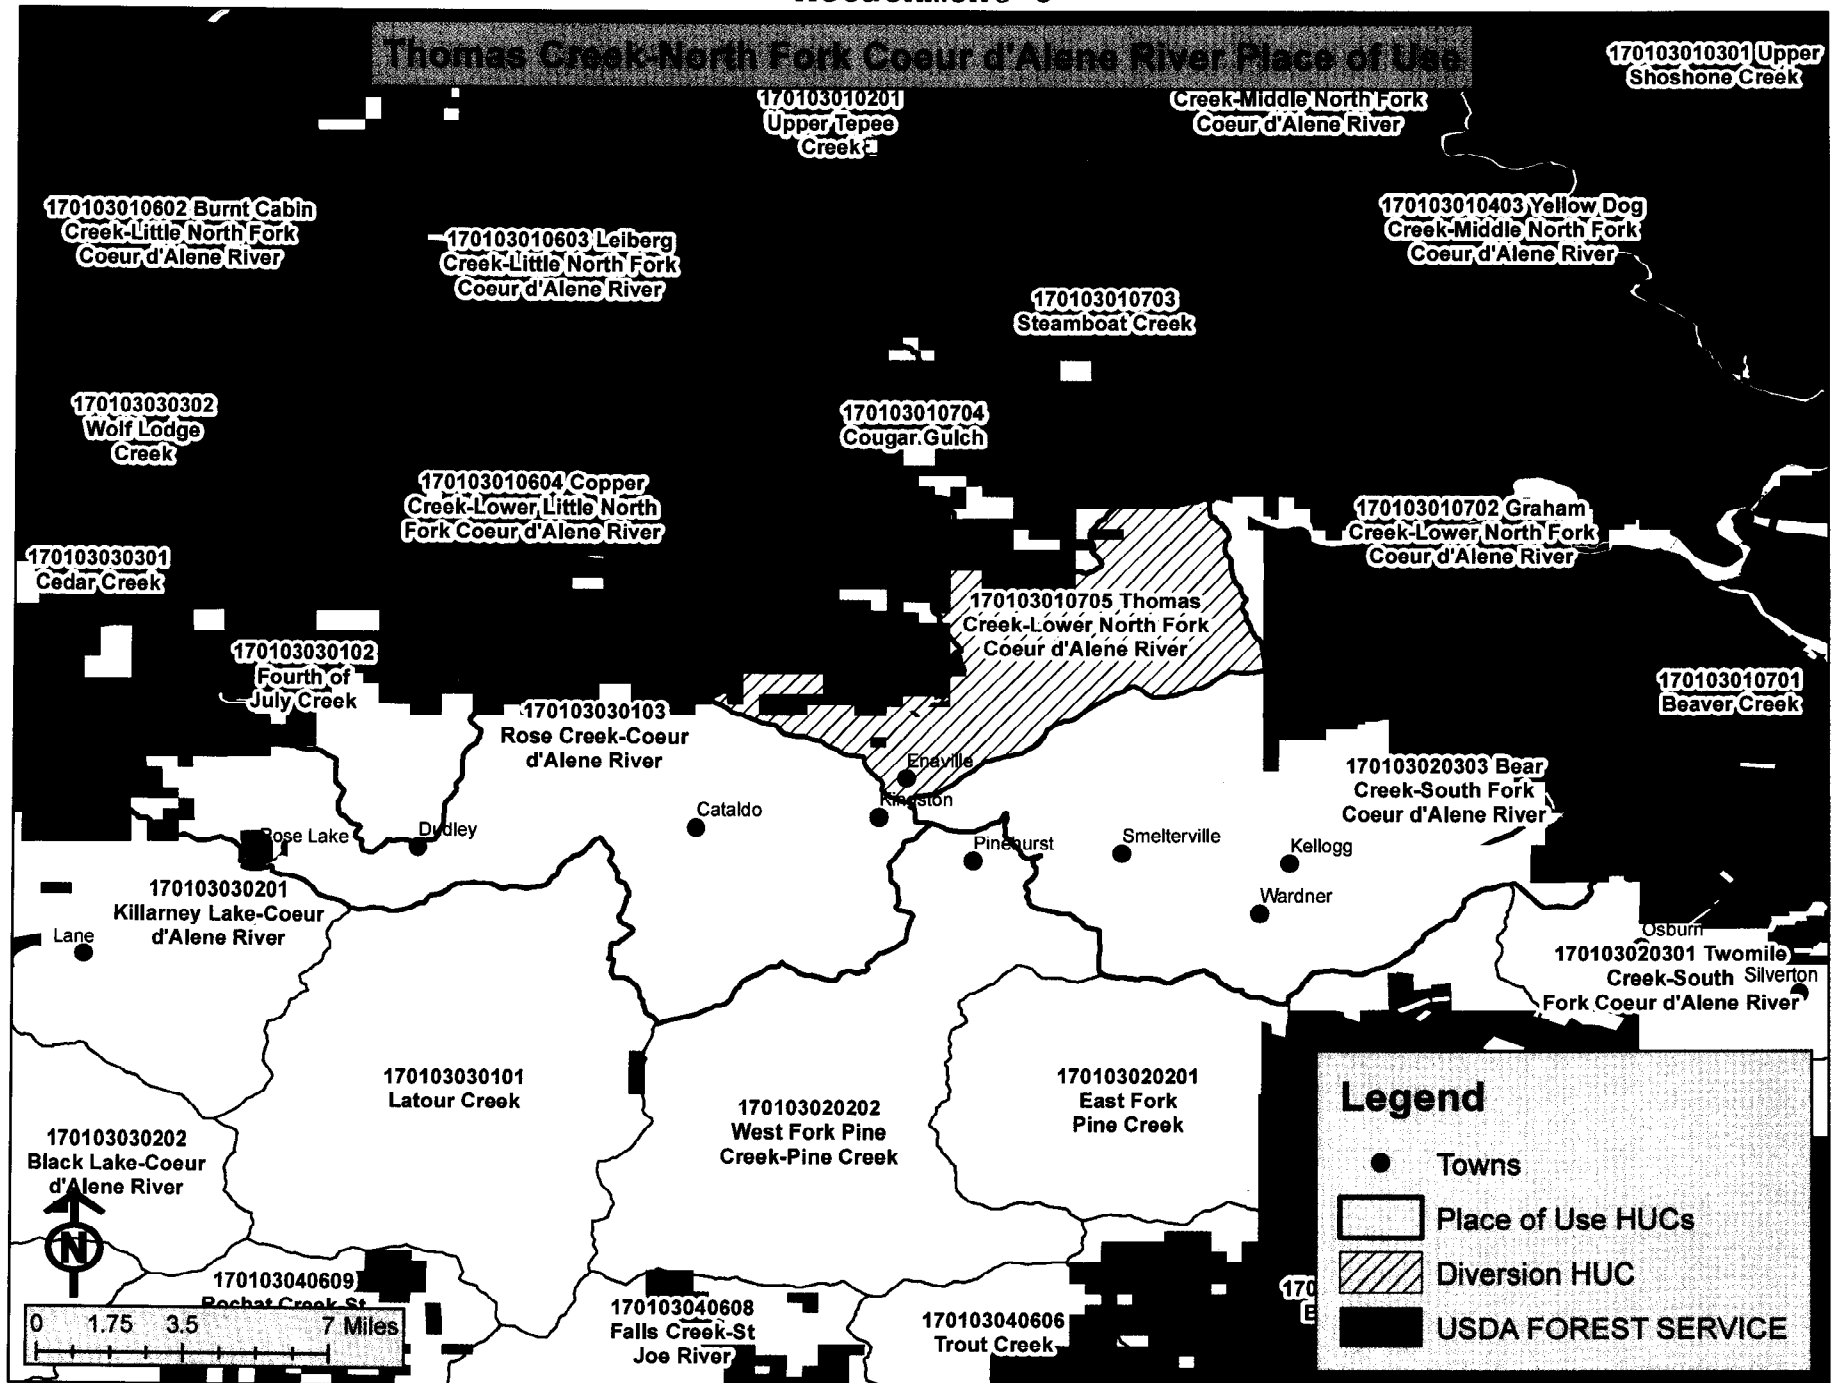 Thomas Creek-North Fork Coeur d'Alene River Place of Use
170103010301 Upper
Shoshone Creek
170103010201
Upper Tepee
Creek
Creek-Middle North Fork
Coeur d'Alene River
170103010602 Burnt Cabin
Creek-Little North Fork
Coeur d'Alene River
170103010603 Leiberg
Creek-Little North Fork
Coeur d'Alene River
170103010403 Yellow Dog
Creek-Middle North Fork
Coeur d'Alene River
170103010703
Steamboat Creek
170103030302
Wolf Lodge
Creek
170103010704
Cougar Gulch
170103010604 Copper
Creek-Lower Little North
Fork Coeur d'Alene River
170103010702 Graham
Creek-Lower North Fork
Coeur d'Alene River
170103030301
Cedar Creek
170103010705 Thomas
Creek-Lower North Fork
Coeur d'Alene River
170103030102
Fourth of
July Creek
170103010701
Beaver Creek
170103030103
Rose Creek-Coeur
d'Alene River
Enaville
170103020303 Bear
Creek-South Fork
Coeur d'Alene River
Kingston
Cataldo
Rose Lake
Dudley
Pinehurst
Smelterville
Kellogg
Wardner
170103030201
Killarney Lake-Coeur
d'Alene River
Lane
Osburn
170103020301 Twomile
Creek-South
Fork Coeur d'Alene River
Silverton
170103030101
Latour Creek
170103020202
West Fork Pine
Creek-Pine Creek
170103020201
East Fork
Pine Creek
170103030202
Black Lake-Coeur
d'Alene River
N
170103040609
Rochat Creek-St
170103040608
Falls Creek-St
Joe River
170103040606
Trout Creek
170
0 1.75 3.5 7 Miles
Legend
Towns
Place of Use HUCs
Diversion HUC
USDA FOREST SERVICE